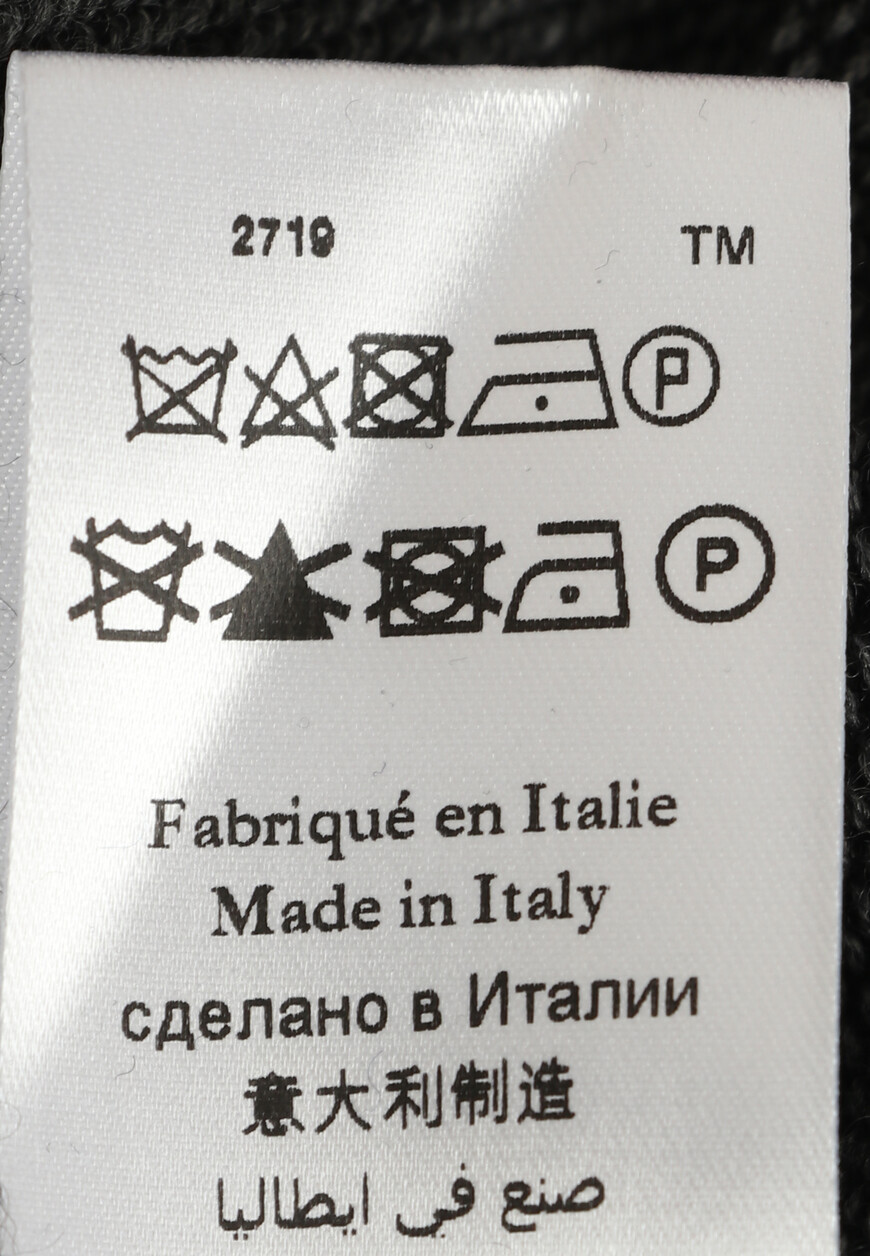 2719 TM
P
P
Fabriqué en Italie
Made in Italy
сделано в Италии
意大利制造
صنع في ايطاليا